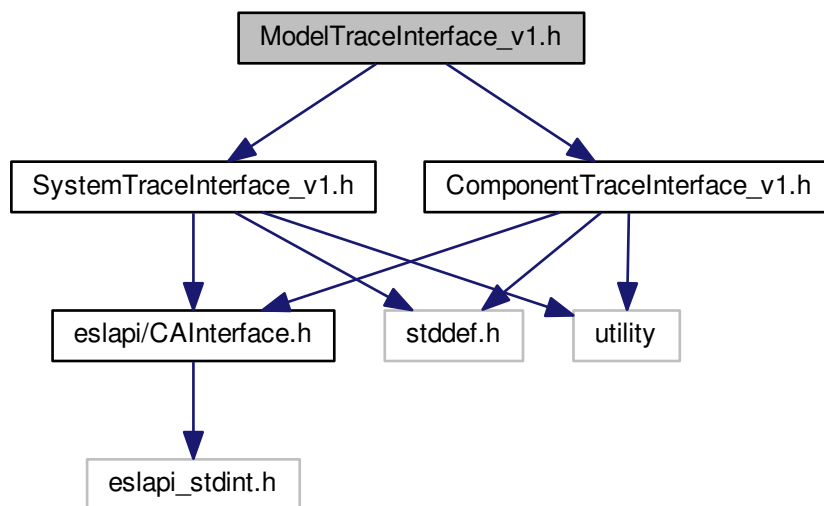 ModelTraceInterface_v1.h
SystemTraceInterface_v1.h
ComponentTraceInterface_v1.h
eslapi/CAInterface.h
stddef.h
utility
eslapi_stdint.h